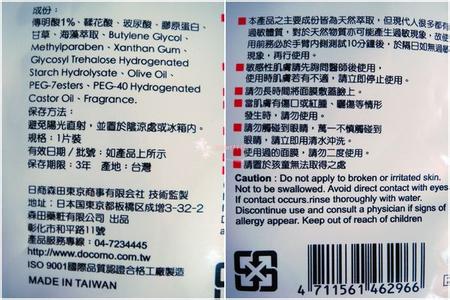 成份：
傳明酸1%、鞣花酸、玻尿酸、膠原蛋白、
甘草、海藻萃取、Butylene Glycol、
Methylparaben、Xanthan Gum、
Glycosyl Trehalose Hydrogenated
Starch Hydrolysate、Olive Oil、
PEG-7esters、PEG-40 Hydrogenated
Castor Oil、Fragrance.
保存方法：
避免陽光直射，並置於陰涼處或冰箱內。
規格：1片裝
有效日期／批號：如產品上所示
保存期限：3年 產地：台灣
日商森田東京商事有限会社 技術監製
地址：日本国東京都板橋区成增3-33-2
森田藥粧有限公司 出品
彰化市和平路11號
產品服務專線：04-7234445
http://www.docomo.com.tw
ISO 9001國際品質認證合格工廠製造
MADE IN TAIWAN
本產品之主要成份皆為天然萃取，但現代人很多都有
過敏體質，對於天然物質亦可能產生過敏現象，故使
用前務必於手臂內側測試10分鐘後，於隔日如無過敏
現象，再行使用。
敏感性肌膚請先詢問醫師後使用，
使用時肌膚若有不適，請立即停止使用。
請勿長時間將面膜敷蓋臉上。
當肌膚有傷口或紅腫、曬傷等情形
發生時，請勿使用。
請勿觸碰到眼睛，萬一不慎觸碰到
眼睛，請立即用清水沖洗。
使用過的面膜，請勿二度使用。
請置於孩童無法取得之處
Caution : Do not apply to broken or irritated skin.
Not to be swallowed. Avoid direct contact with eyes
If contact occurs.rinse thoroughly with water.
Discontinue use and consult a physician if signs of
allergy appear. Keep out of reach of children
4 711561 462966